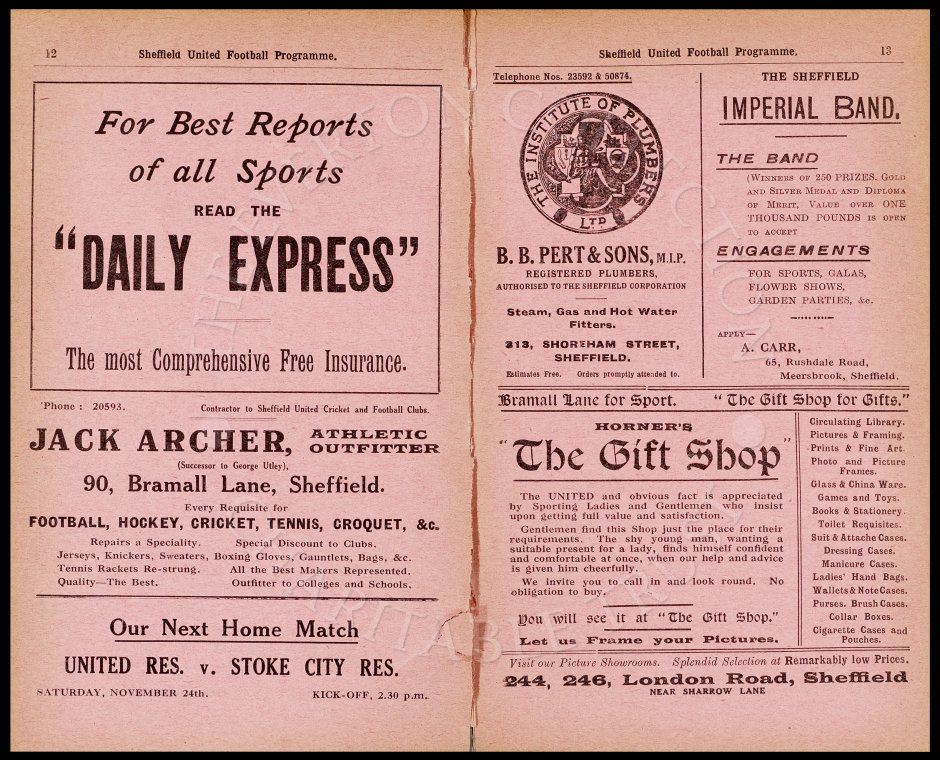 12
Sheffield United Football Programme.
For Best Reports
of all Sports
READ THE
"DAILY EXPRESS"
The most Comprehensive Free Insurance.
'Phone : 20593.
Contractor to Sheffield United Cricket and Football Clubs.
JACK ARCHER, ATHLETIC OUTFITTER
(Successor to George Utley),
90, Bramall Lane, Sheffield.
Every Requisite for
FOOTBALL, HOCKEY, CRICKET, TENNIS, CROQUET, &c.
Repairs a Speciality. Special Discount to Clubs.
Jerseys, Knickers, Sweaters, Boxing Gloves, Gauntlets, Bags, &c.
Tennis Rackets Re-strung. All the Best Makers Represented.
Quality—The Best. Outfitter to Colleges and Schools.
Our Next Home Match
UNITED RES. v. STOKE CITY RES.
SATURDAY, NOVEMBER 24th. KICK-OFF, 2.30 p.m.
Sheffield United Football Programme.
13
Telephone Nos. 23592 & 50874.
THE INSTITUTE OF PLUMBERS
LTD
B. B. PERT & SONS, M.I.P.
REGISTERED PLUMBERS,
AUTHORISED TO THE SHEFFIELD CORPORATION
Steam, Gas and Hot Water
Fitters.
213, SHOREHAM STREET,
SHEFFIELD.
Estimates Free. Orders promptly attended to.
THE SHEFFIELD
IMPERIAL BAND.
THE BAND
(Winners of 250 PRIZES, Gold
and Silver Medal and Diploma
of Merit, Value over ONE
THOUSAND POUNDS is open
to accept
ENGAGEMENTS
FOR SPORTS, GALAS,
FLOWER SHOWS,
GARDEN PARTIES, &c.
APPLY—
A. CARR,
65, Rushdale Road,
Meersbrook, Sheffield.
Bramall Lane for Sport. "The Gift Shop for Gifts."
HORNER'S
"The Gift Shop"
The UNITED and obvious fact is appreciated
by Sporting Ladies and Gentlemen who insist
upon getting full value and satisfaction.
Gentlemen find this Shop just the place for their
requirements. The shy young man, wanting a
suitable present for a lady, finds himself confident
and comfortable at once, when our help and advice
is given him cheerfully.
We invite you to call in and look round. No
obligation to buy.
You will see it at "The Gift Shop."
Let us Frame your Pictures.
Circulating Library.
Pictures & Framing.
Prints & Fine Art.
Photo and Picture
Frames.
Glass & China Ware.
Games and Toys.
Books & Stationery.
Toilet Requisites.
Suit & Attache Cases.
Dressing Cases.
Manicure Cases.
Ladies' Hand Bags.
Wallets & Note Cases.
Purses. Brush Cases.
Collar Boxes.
Cigarette Cases and
Pouches.
Visit our Picture Showrooms. Splendid Selection at Remarkably low Prices.
244, 246, London Road, Sheffield
NEAR SHARROW LANE